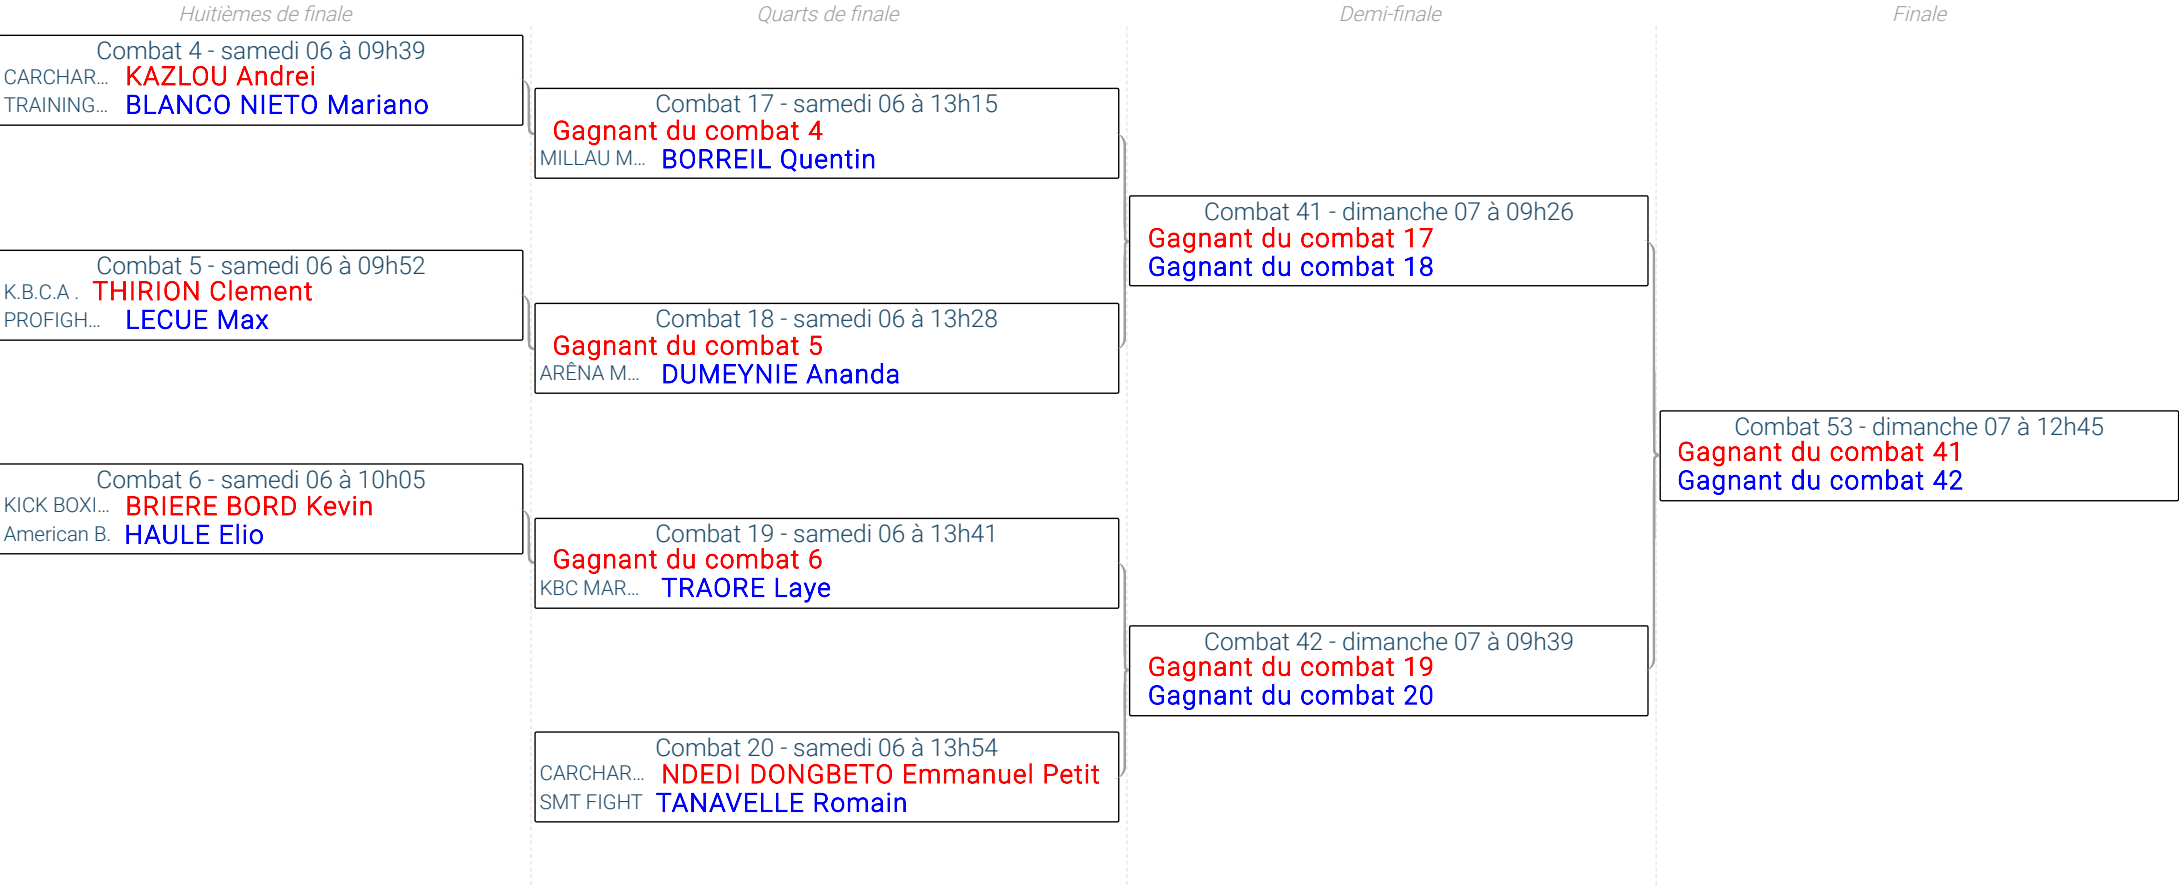 Huitièmes de finale
Quarts de finale
Demi-finale
Finale
Combat 4 - samedi 06 à 09h39
CARCHAR... KAZLOU Andrei
TRAINING... BLANCO NIETO Mariano
Combat 5 - samedi 06 à 09h52
K.B.C.A . THIRION Clement
PROFIGH... LECUE Max
Combat 6 - samedi 06 à 10h05
KICK BOXI... BRIERE BORD Kevin
American B. HAULE Elio
Combat 17 - samedi 06 à 13h15
Gagnant du combat 4
MILLAU M... BORREIL Quentin
Combat 18 - samedi 06 à 13h28
Gagnant du combat 5
ARÊNA M... DUMEYNIE Ananda
Combat 19 - samedi 06 à 13h41
Gagnant du combat 6
KBC MAR... TRAORE Laye
Combat 20 - samedi 06 à 13h54
CARCHAR... NDEDI DONGBETO Emmanuel Petit
SMT FIGHT TANAVELLE Romain
Combat 41 - dimanche 07 à 09h26
Gagnant du combat 17
Gagnant du combat 18
Combat 42 - dimanche 07 à 09h39
Gagnant du combat 19
Gagnant du combat 20
Combat 53 - dimanche 07 à 12h45
Gagnant du combat 41
Gagnant du combat 42